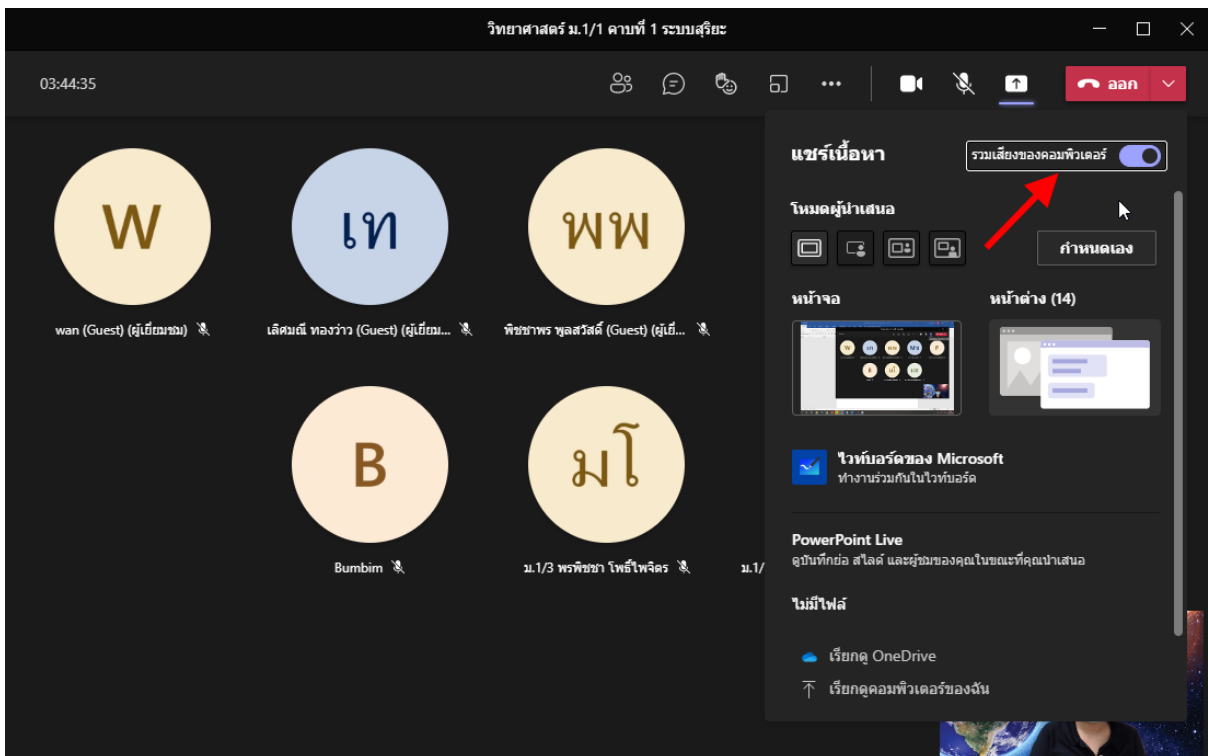 วิทยาศาสตร์ ม.1/1 คาบที่ 1 ระบบสุริยะ
03:44:35
ออก
แชร์เนื้อหา
รวมเสียงของคอมพิวเตอร์
โหมดผู้นำเสนอ
กำหนดเอง
หน้าจอ
หน้าต่าง (14)
W
เท
พพ
wan (Guest) (ผู้เยี่ยมชม)
เลิศมณี ทองว่าว (Guest) (ผู้เยี่ยม...
พิชชาพร พูลสวัสดิ์ (Guest) (ผู้เยี่...
B
มโ
Bumbim
ม.1/3 พรพิชชา โพธิ์ไพจิตร
ม.1/
ไวท์บอร์ดของ Microsoft
ทำงานร่วมกันในไวท์บอร์ด
PowerPoint Live
ดูบันทึกย่อ สไลด์ และผู้ชมของคุณในขณะที่คุณนำเสนอ
ไม่มีไฟล์
เรียกดู OneDrive
เรียกดูคอมพิวเตอร์ของฉัน